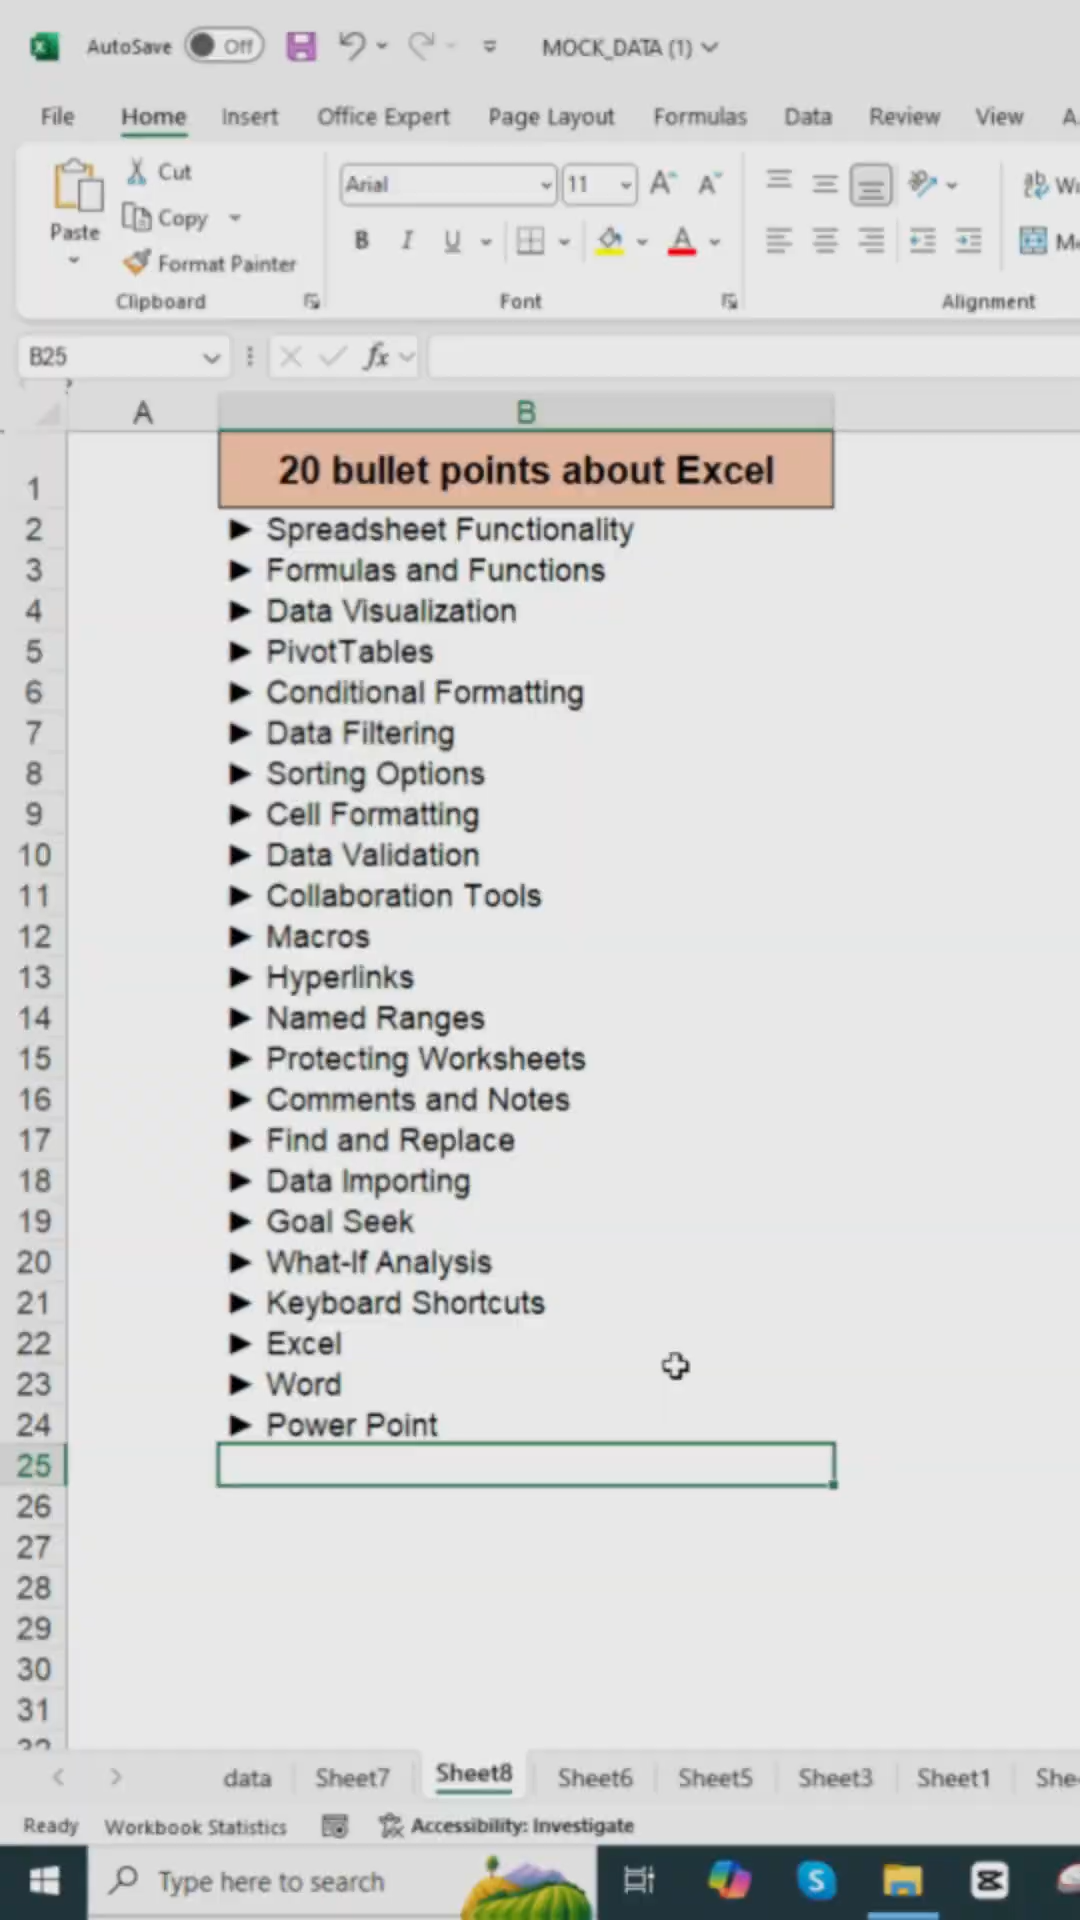 AutoSave Off MOCK_DATA (1)
File Home Insert Office Expert Page Layout Formulas Data Review View
Paste
Cut
Copy
Format Painter
Clipboard
Arial 11
B I U
Font
Alignment
B25 fx
A B
1 20 bullet points about Excel
2 ► Spreadsheet Functionality
3 ► Formulas and Functions
4 ► Data Visualization
5 ► PivotTables
6 ► Conditional Formatting
7 ► Data Filtering
8 ► Sorting Options
9 ► Cell Formatting
10 ► Data Validation
11 ► Collaboration Tools
12 ► Macros
13 ► Hyperlinks
14 ► Named Ranges
15 ► Protecting Worksheets
16 ► Comments and Notes
17 ► Find and Replace
18 ► Data Importing
19 ► Goal Seek
20 ► What-If Analysis
21 ► Keyboard Shortcuts
22 ► Excel
23 ► Word
24 ► Power Point
25
26
27
28
29
30
31
data Sheet7 Sheet8 Sheet6 Sheet5 Sheet3 Sheet1
Ready Workbook Statistics Accessibility: Investigate
Type here to search